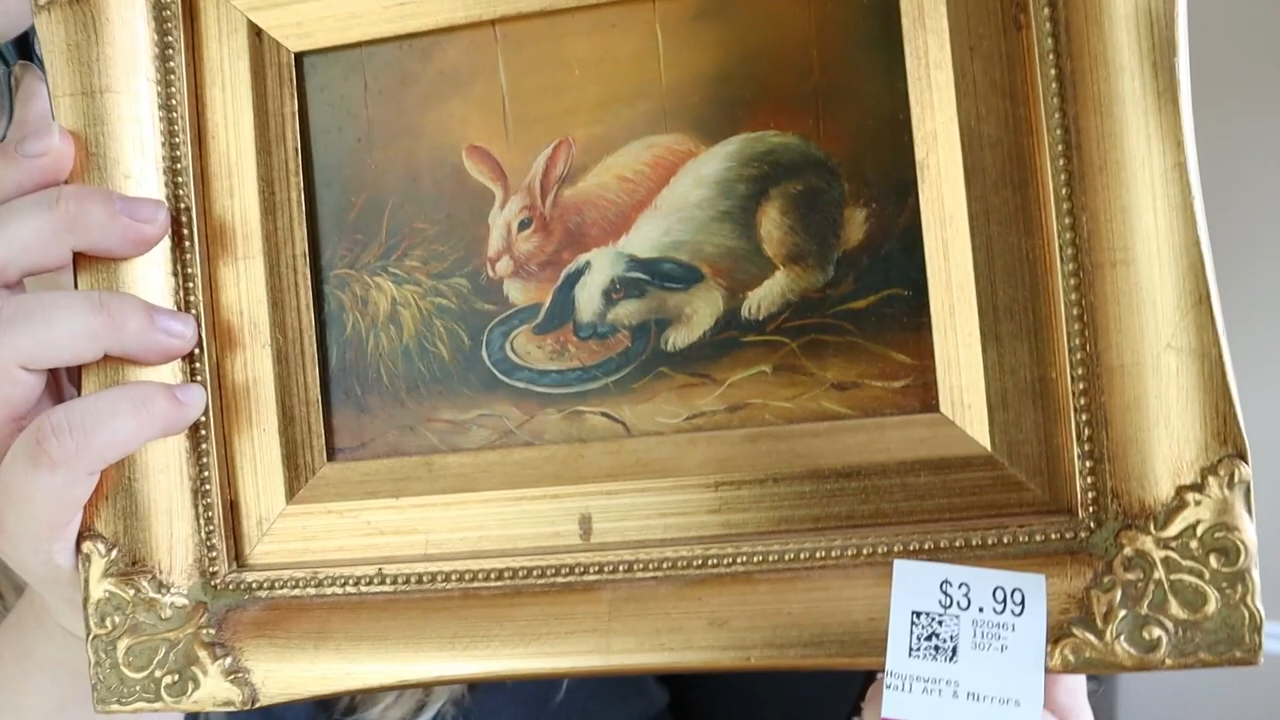 $3.99
820461
1109-
307-P
Housewares
Wall Art & Mirrors